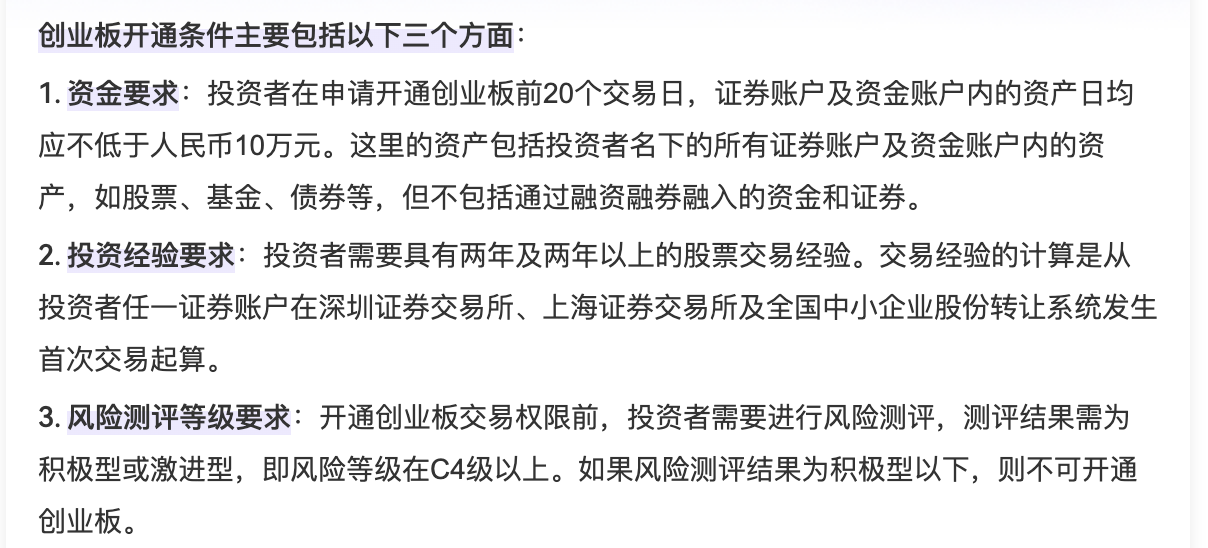 创业板开通条件主要包括以下三个方面：
1. 资金要求：投资者在申请开通创业板前20个交易日，证券账户及资金账户内的资产日均
应不低于人民币10万元。这里的资产包括投资者名下的所有证券账户及资金账户内的资
产，如股票、基金、债券等，但不包括通过融资融券融入的资金和证券。
2. 投资经验要求：投资者需要具有两年及两年以上的股票交易经验。交易经验的计算是从
投资者任一证券账户在深圳证券交易所、上海证券交易所及全国中小企业股份转让系统发生
首次交易起算。
3. 风险测评等级要求：开通创业板交易权限前，投资者需要进行风险测评，测评结果需为
积极型或激进型，即风险等级在C4级以上。如果风险测评结果为积极型以下，则不可开通
创业板。